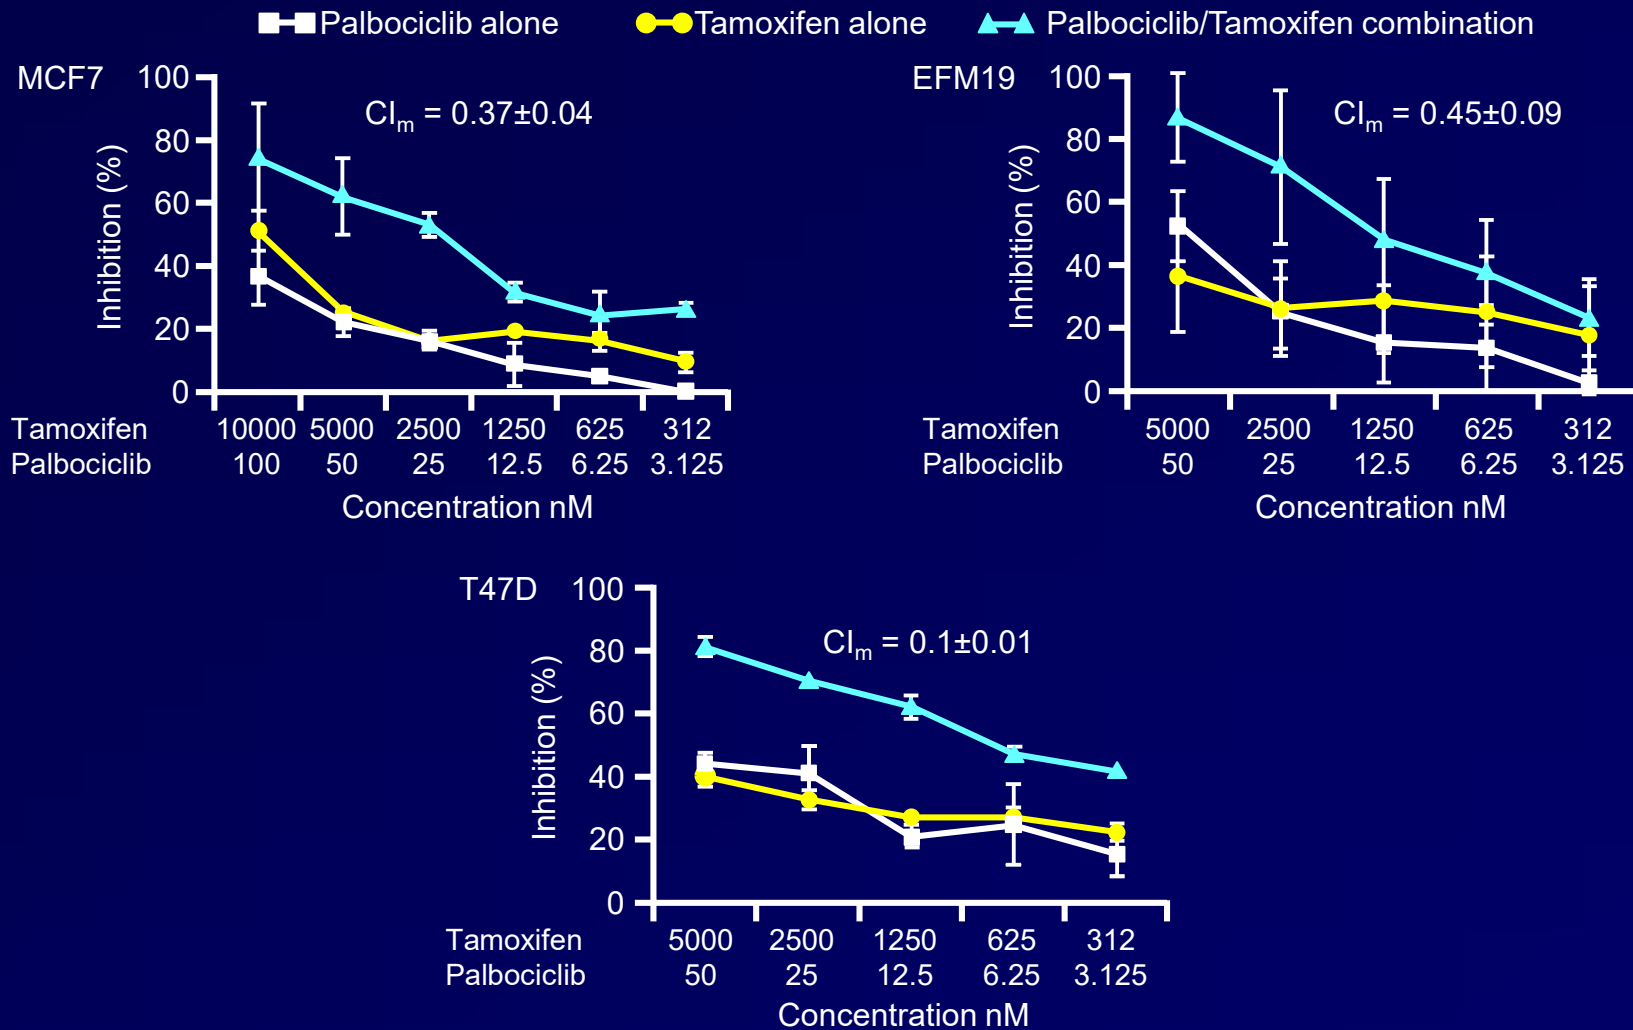 Palbociclib alone Tamoxifen alone Palbociclib/Tamoxifen combination
MCF7
CIm = 0.37±0.04
Inhibition (%)
100
80
60
40
20
0
Tamoxifen 10000 5000 2500 1250 625 312
Palbociclib 100 50 25 12.5 6.25 3.125
Concentration nM
EFM19
CIm = 0.45±0.09
Inhibition (%)
100
80
60
40
20
0
Tamoxifen 5000 2500 1250 625 312
Palbociclib 50 25 12.5 6.25 3.125
Concentration nM
T47D
CIm = 0.1±0.01
Inhibition (%)
100
80
60
40
20
0
Tamoxifen 5000 2500 1250 625 312
Palbociclib 50 25 12.5 6.25 3.125
Concentration nM